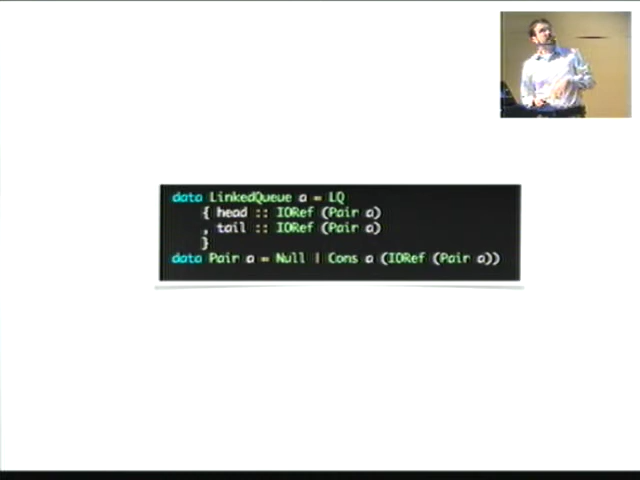 data LinkedQueue a = LQ
{ head :: IORef (Pair a)
, tail :: IORef (Pair a)
}
data Pair a = Null | Cons a (IORef (Pair a))